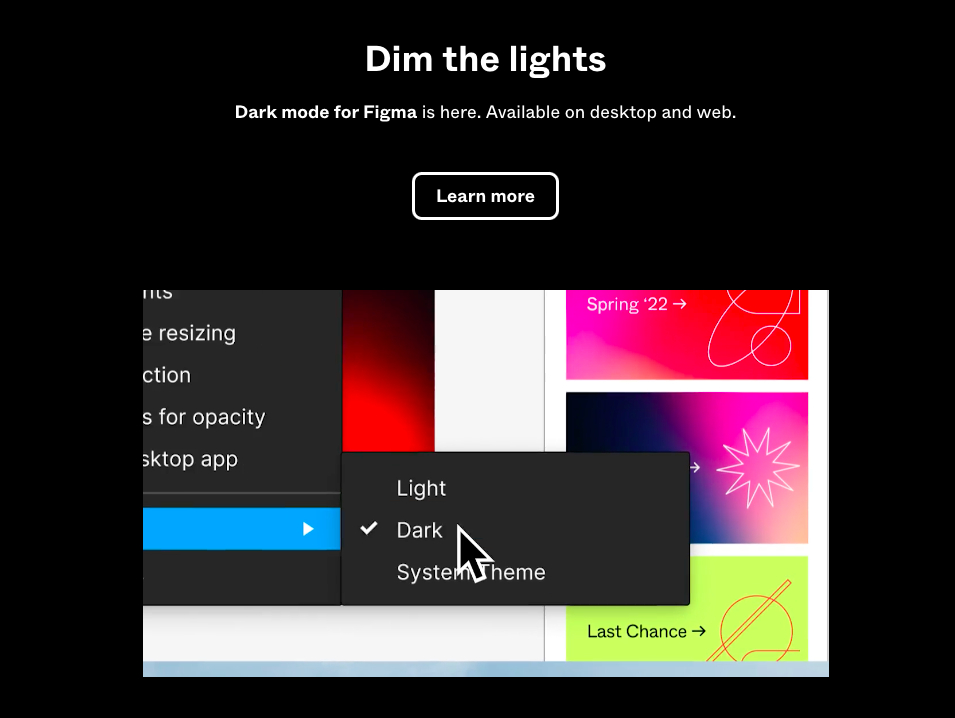 Dim the lights
Dark mode for Figma is here. Available on desktop and web.
Learn more
e resizing
ction
s for opacity
sktop app
Light
Dark
System Theme
Spring ‘22 →
→
Last Chance →